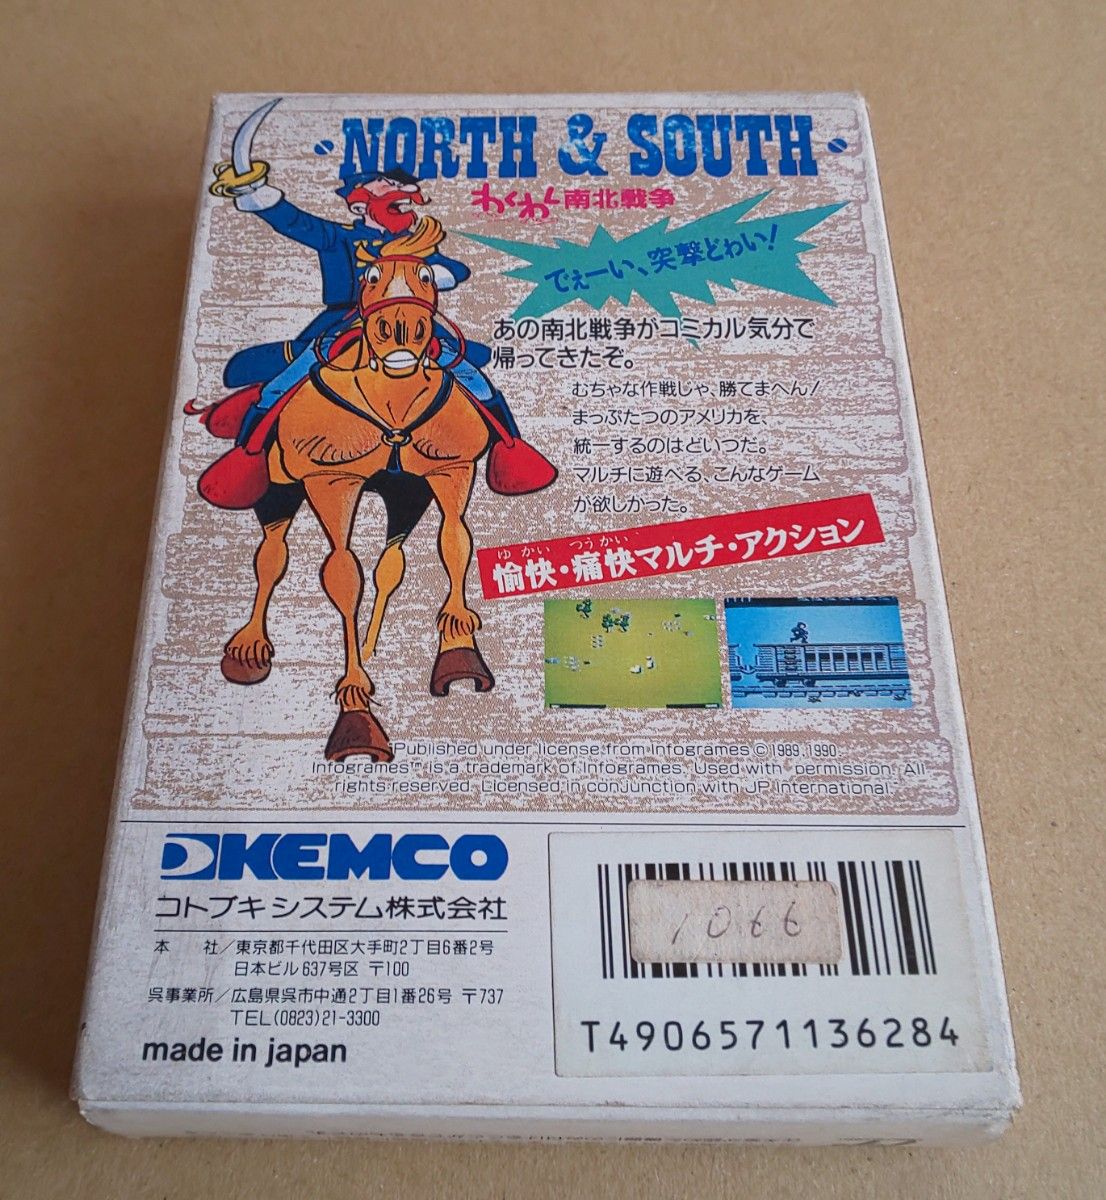 ・NORTH & SOUTH・
わくわく南北戦争
でぇーい、突撃どわい!
あの南北戦争がコミカル気分で
帰ってきたぞ。
むちゃな作戦じゃ、勝てまへん!
まっぷたつのアメリカを、
統一するのはどいつだ。
マルチに遊べる、こんなゲーム
が欲しかった。
ゆかい つうかい
愉快・痛快マルチ・アクション
Published under license from Infogrames © 1989, 1990.
Infogrames™ is a trademark of Infogrames. Used with permission. All
rights reserved. Licensed in conjunction with JP International.
KEMCO
コトブキシステム株式会社
本 社/東京都千代田区大手町2丁目6番2号
日本ビル637号区 〒100
呉事業所/広島県呉市中通2丁目1番26号 〒737
TEL(0823)21-3300
made in japan
1066
T4906571136284